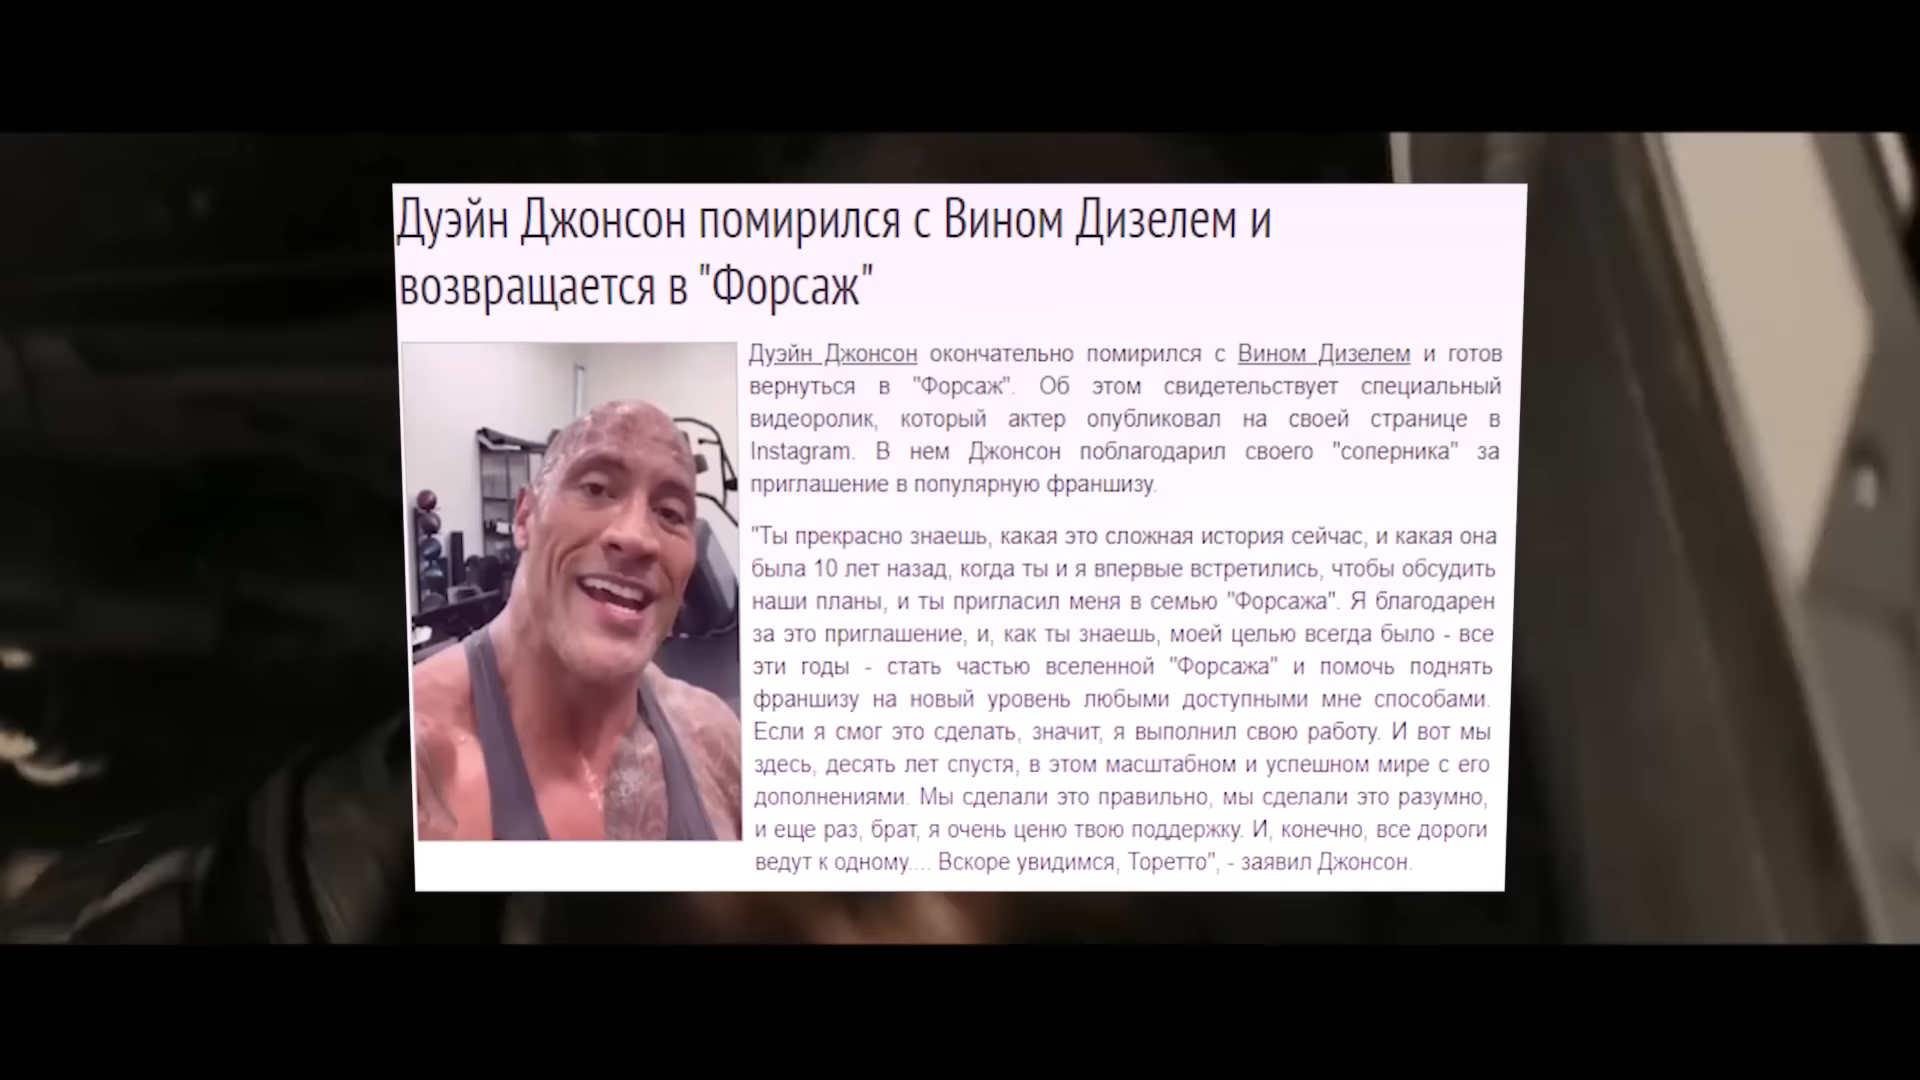 Дуэйн Джонсон помирился с Вином Дизелем и
возвращается в "Форсаж"
Дуэйн Джонсон окончательно помирился с Вином Дизелем и готов
вернуться в "Форсаж". Об этом свидетельствует специальный
видеоролик, который актер опубликовал на своей странице в
Instagram. В нем Джонсон поблагодарил своего "соперника" за
приглашение в популярную франшизу.
"Ты прекрасно знаешь, какая это сложная история сейчас, и какая она
была 10 лет назад, когда ты и я впервые встретились, чтобы обсудить
наши планы, и ты пригласил меня в семью "Форсажа". Я благодарен
за это приглашение, и, как ты знаешь, моей целью всегда было - все
эти годы - стать частью вселенной "Форсажа" и помочь поднять
франшизу на новый уровень любыми доступными мне способами.
Если я смог это сделать, значит, я выполнил свою работу. И вот мы
здесь, десять лет спустя, в этом масштабном и успешном мире с его
дополнениями. Мы сделали это правильно, мы сделали это разумно,
и еще раз, брат, я очень ценю твою поддержку. И, конечно, все дороги
ведут к одному.... Вскоре увидимся, Торетто", - заявил Джонсон.